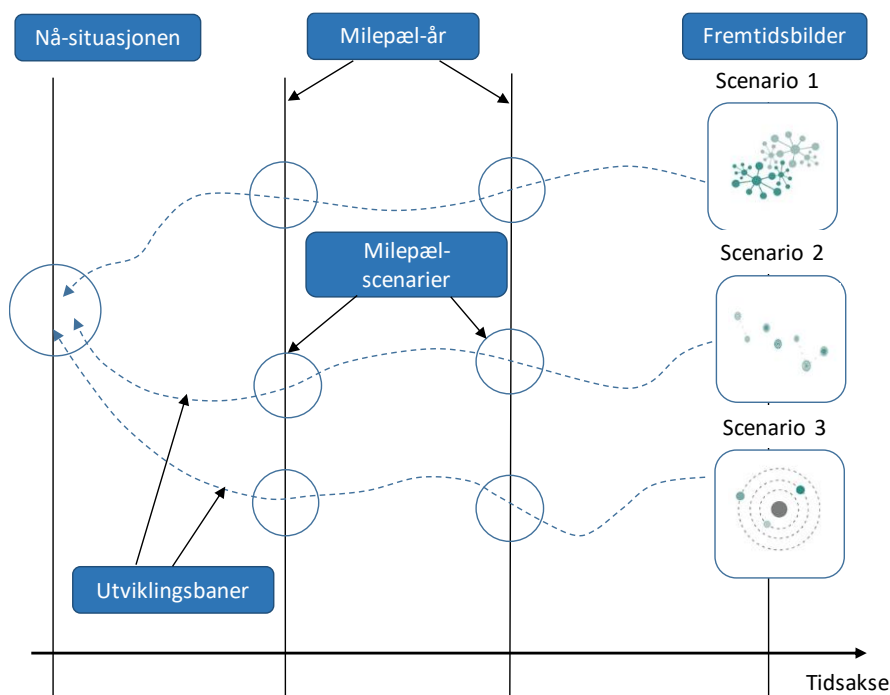 Nå-situasjonen
Milepæl-år
Fremtidsbilder
Scenario 1
Milepæl-
scenarier
Scenario 2
Scenario 3
Utviklingsbaner
Tidsakse